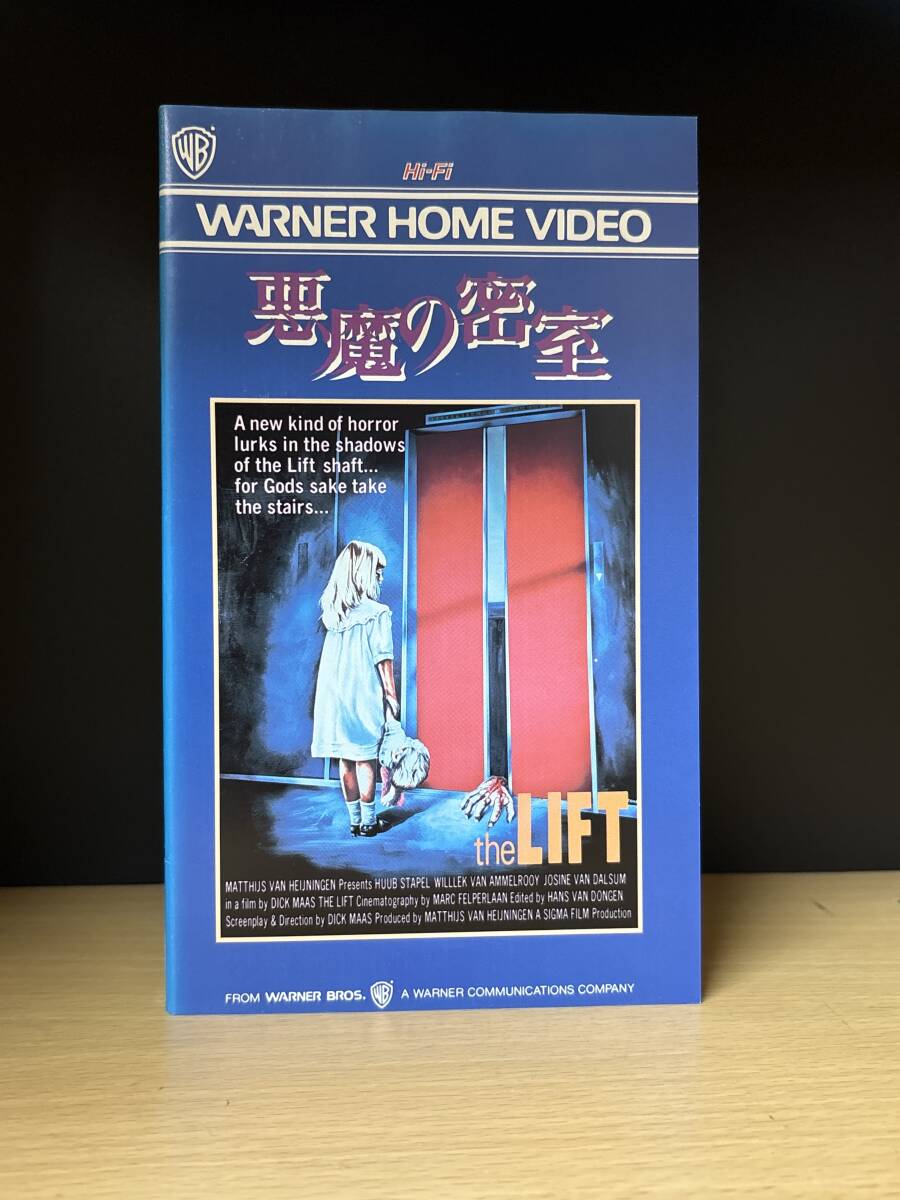 WB
Hi-Fi
WARNER HOME VIDEO
悪魔の密室
A new kind of horror
lurks in the shadows
of the Lift shaft...
for Gods sake take
the stairs...
the LIFT
MATTHIJS VAN HEIJNINGEN Presents HUUB STAPEL WILLLEK VAN AMMELROOY JOSINE VAN DALSUM
in a film by DICK MAAS THE LIFT Cinematography by MARC FELPERLAAN Edited by HANS VAN DONGEN
Screenplay & Direction by DICK MAAS Produced by MATTHIJS VAN HEIJNINGEN A SIGMA FILM Production
FROM WARNER BROS. WB A WARNER COMMUNICATIONS COMPANY